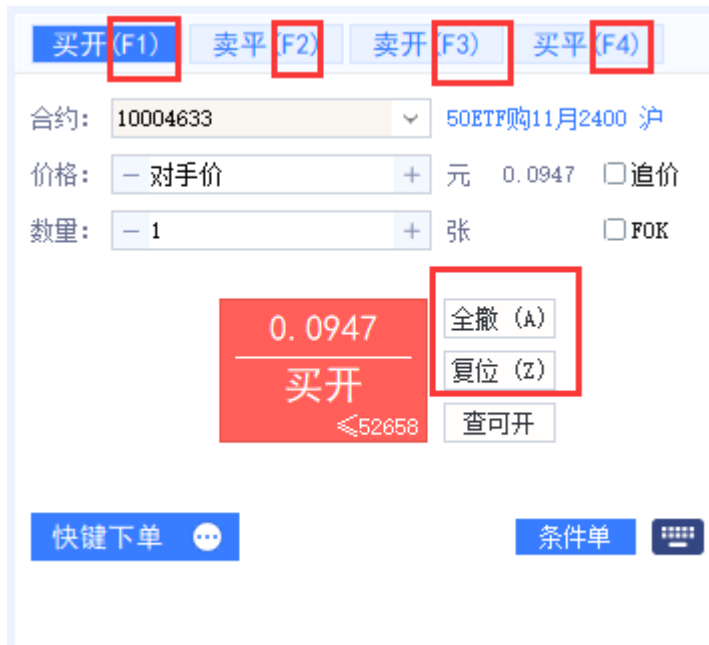 买开(F1) 卖平(F2) 卖开(F3) 买平(F4)
合约: 10004633 50ETF购11月2400 沪
价格: － 对手价 ＋ 元 0.0947 追价
数量: － 1 ＋ 张 FOK
0.0947 全撤 (A)
买开 复位 (Z)
≤52658 查可开
快键下单 条件单